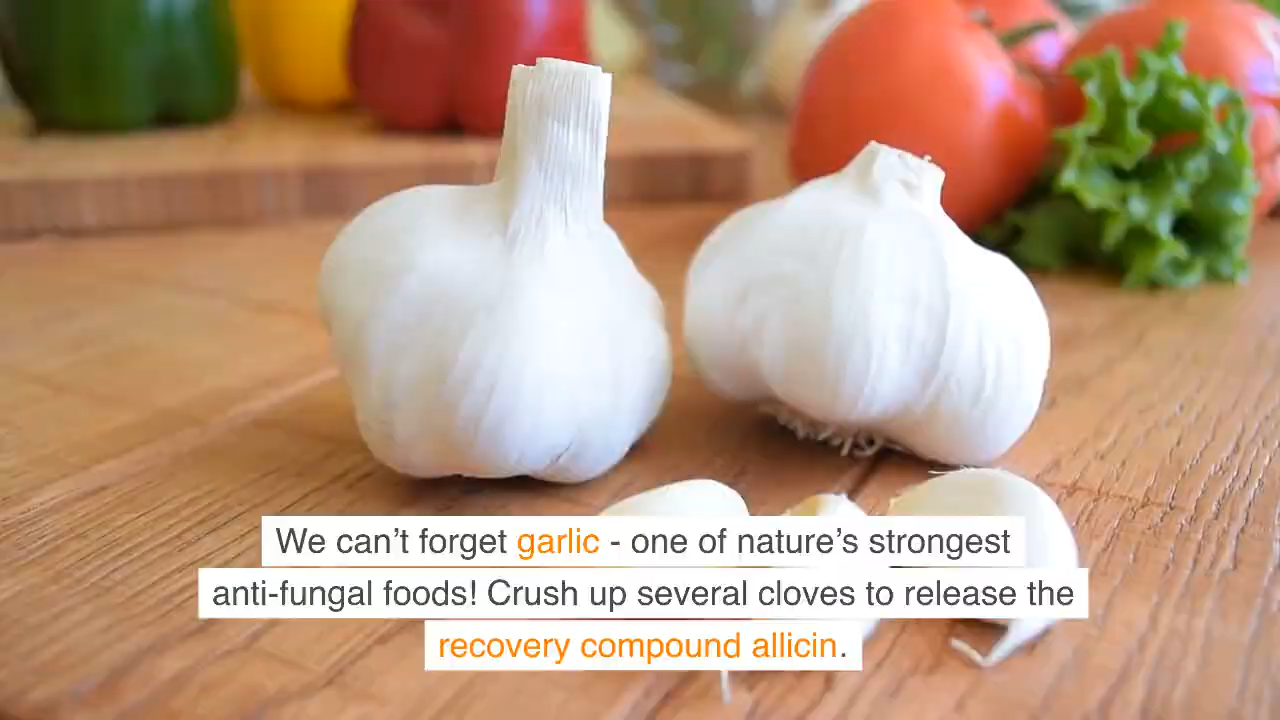 We can’t forget garlic - one of nature’s strongest
anti-fungal foods! Crush up several cloves to release the
recovery compound allicin.